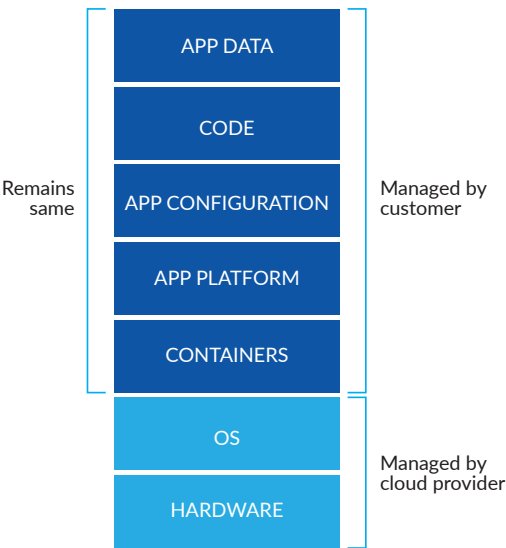 APP DATA
CODE
Remains
same
APP CONFIGURATION
Managed by
customer
APP PLATFORM
CONTAINERS
OS
Managed by
cloud provider
HARDWARE